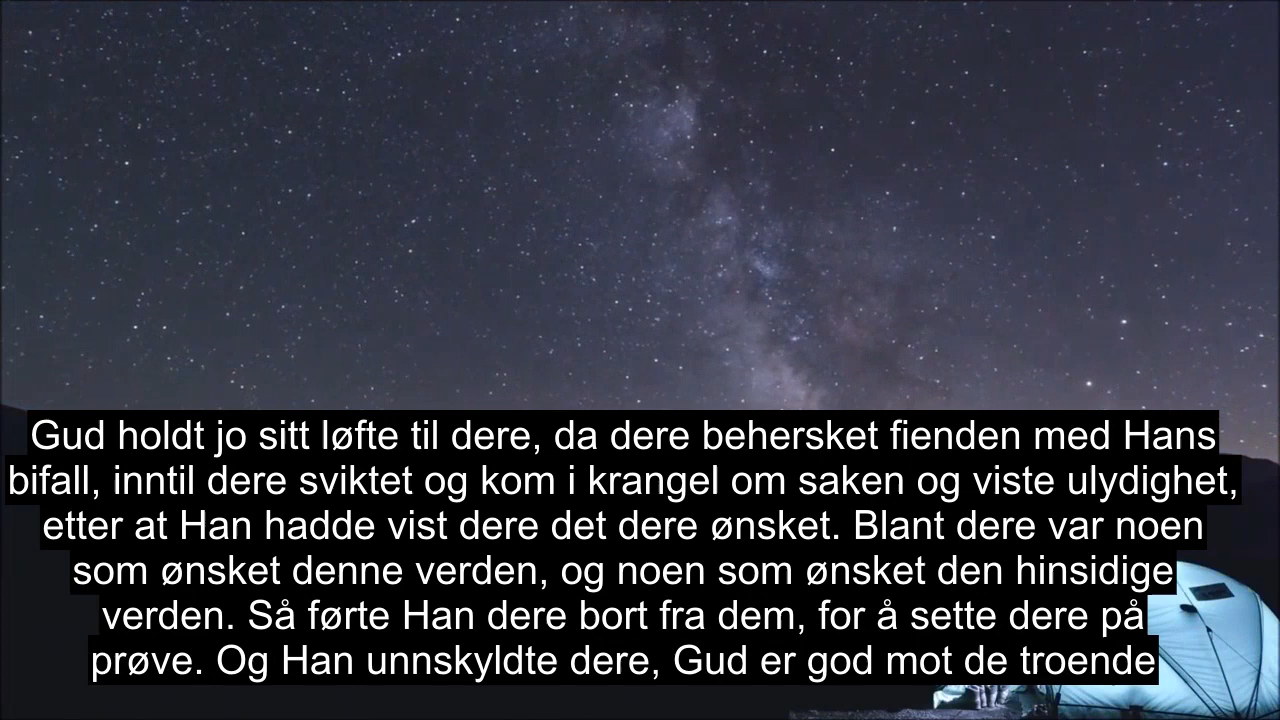 Gud holdt jo sitt løfte til dere, da dere behersket fienden med Hans
bifall, inntil dere sviktet og kom i krangel om saken og viste ulydighet,
etter at Han hadde vist dere det dere ønsket. Blant dere var noen
som ønsket denne verden, og noen som ønsket den hinsidige
verden. Så førte Han dere bort fra dem, for å sette dere på
prøve. Og Han unnskyldte dere, Gud er god mot de troende